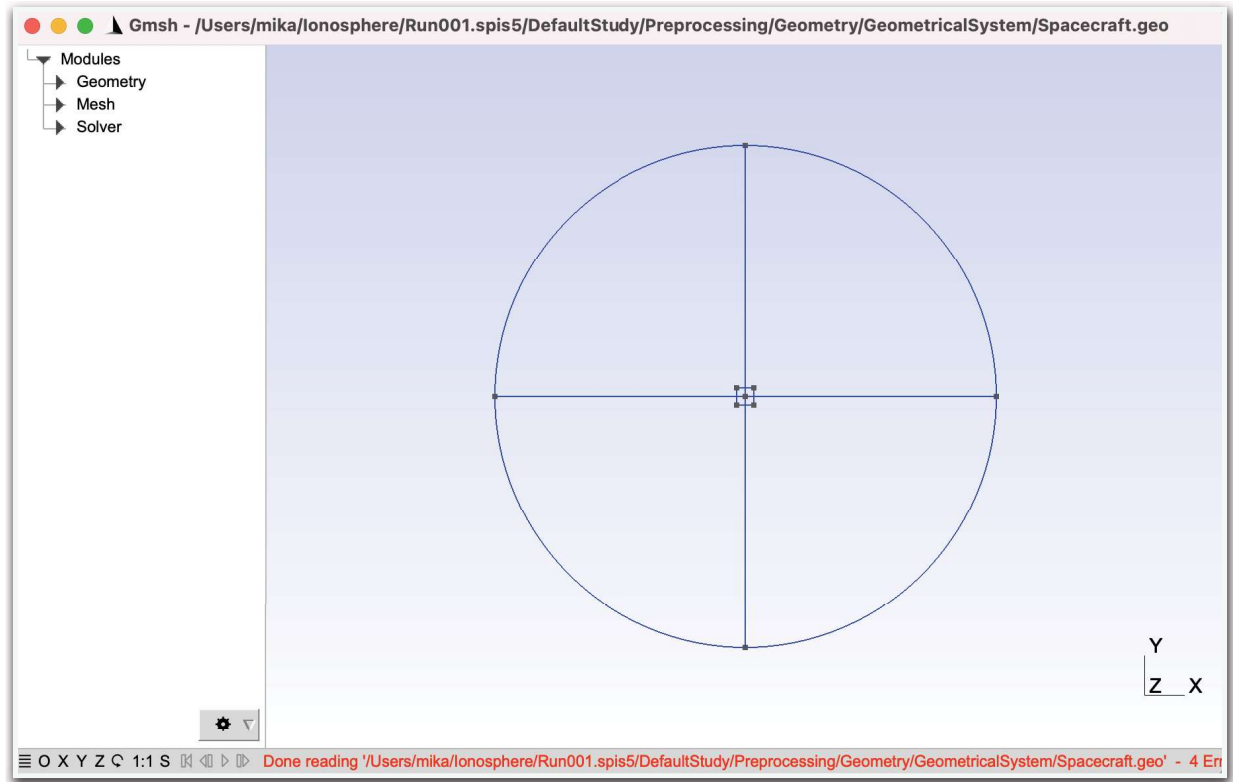 Gmsh - /Users/mika/Ionosphere/Run001.spis5/DefaultStudy/Preprocessing/Geometry/GeometricalSystem/Spacecraft.geo
Modules
Geometry
Mesh
Solver
Y
Z X
O X Y Z 1:1 S Done reading '/Users/mika/Ionosphere/Run001.spis5/DefaultStudy/Preprocessing/Geometry/GeometricalSystem/Spacecraft.geo' - 4 Err